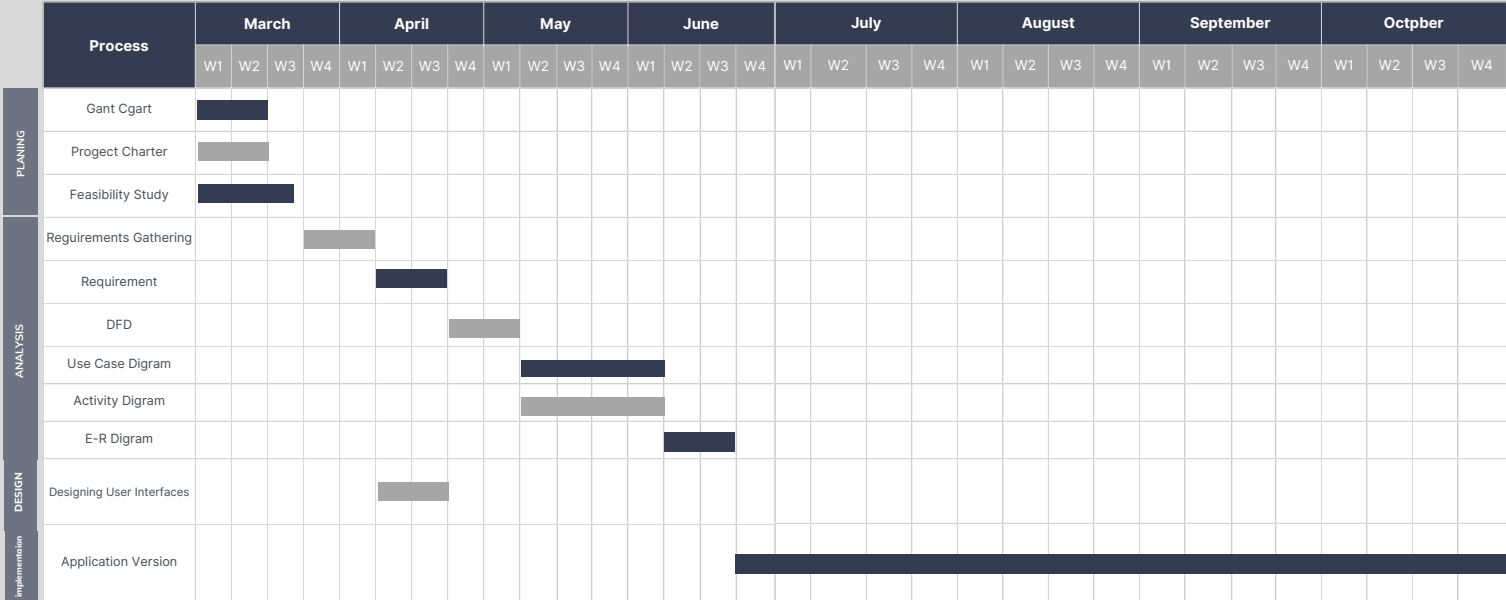 Process
March April May June July August September Octpber
W1 W2 W3 W4 W1 W2 W3 W4 W1 W2 W3 W4 W1 W2 W3 W4 W1 W2 W3 W4 W1 W2 W3 W4 W1 W2 W3 W4 W1 W2 W3 W4
PLANING
Gant Cgart
Progect Charter
Feasibility Study
ANALYSIS
Reguirements Gathering
Requirement
DFD
Use Case Digram
Activity Digram
E-R Digram
DESIGN
Designing User Interfaces
implementaion
Application Version